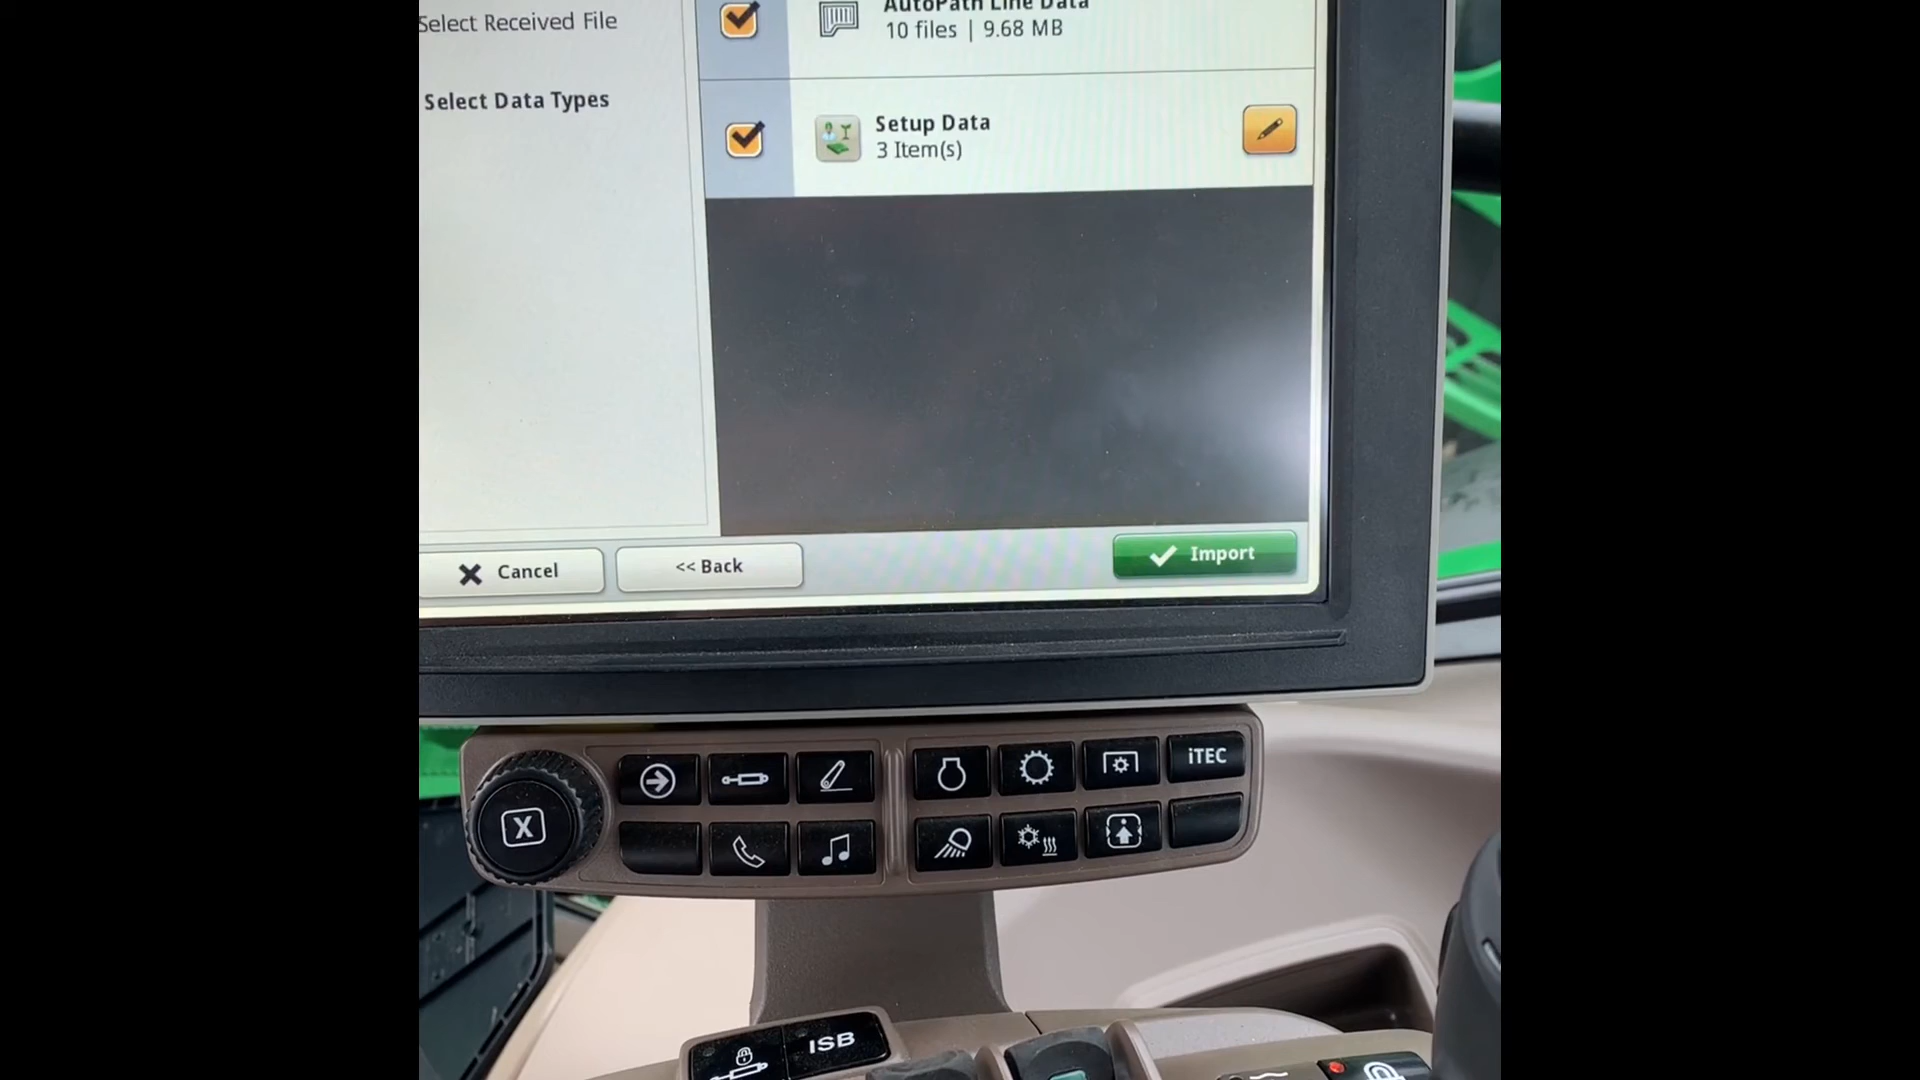 Select Received File
Select Data Types
AutoPath Line Data
10 files | 9.68 MB
Setup Data
3 Item(s)
Cancel
<< Back
Import
iTEC
X
ISB